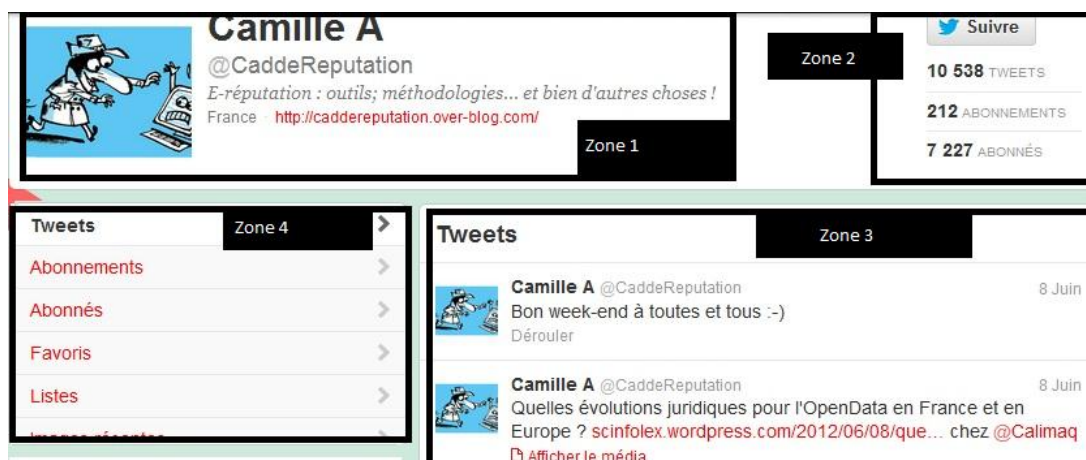 Camille A
@CaddeReputation
E-réputation : outils; méthodologies... et bien d'autres choses !
France · http://caddereputation.over-blog.com/
Zone 1
Zone 2
Suivre
10 538 TWEETS
212 ABONNEMENTS
7 227 ABONNÉS
Tweets
Zone 4
Abonnements
Abonnés
Favoris
Listes
Images récentes
Tweets
Zone 3
Camille A @CaddeReputation 8 Juin
Bon week-end à toutes et tous :-)
Dérouler
Camille A @CaddeReputation 8 Juin
Quelles évolutions juridiques pour l'OpenData en France et en
Europe ? scinfolex.wordpress.com/2012/06/08/que... chez @Calimaq
Afficher le média